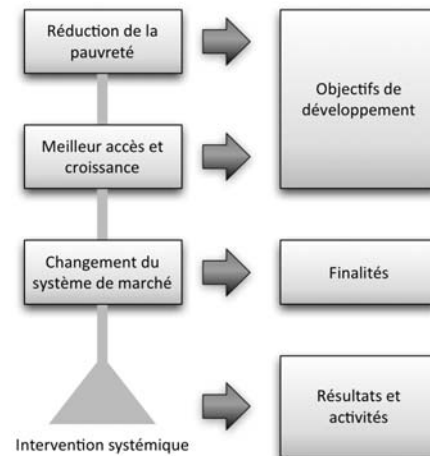 Réduction de la
pauvreté
Objectifs de
développement
Meilleur accès et
croissance
Changement du
système de marché
Finalités
Résultats et
activités
Intervention systémique